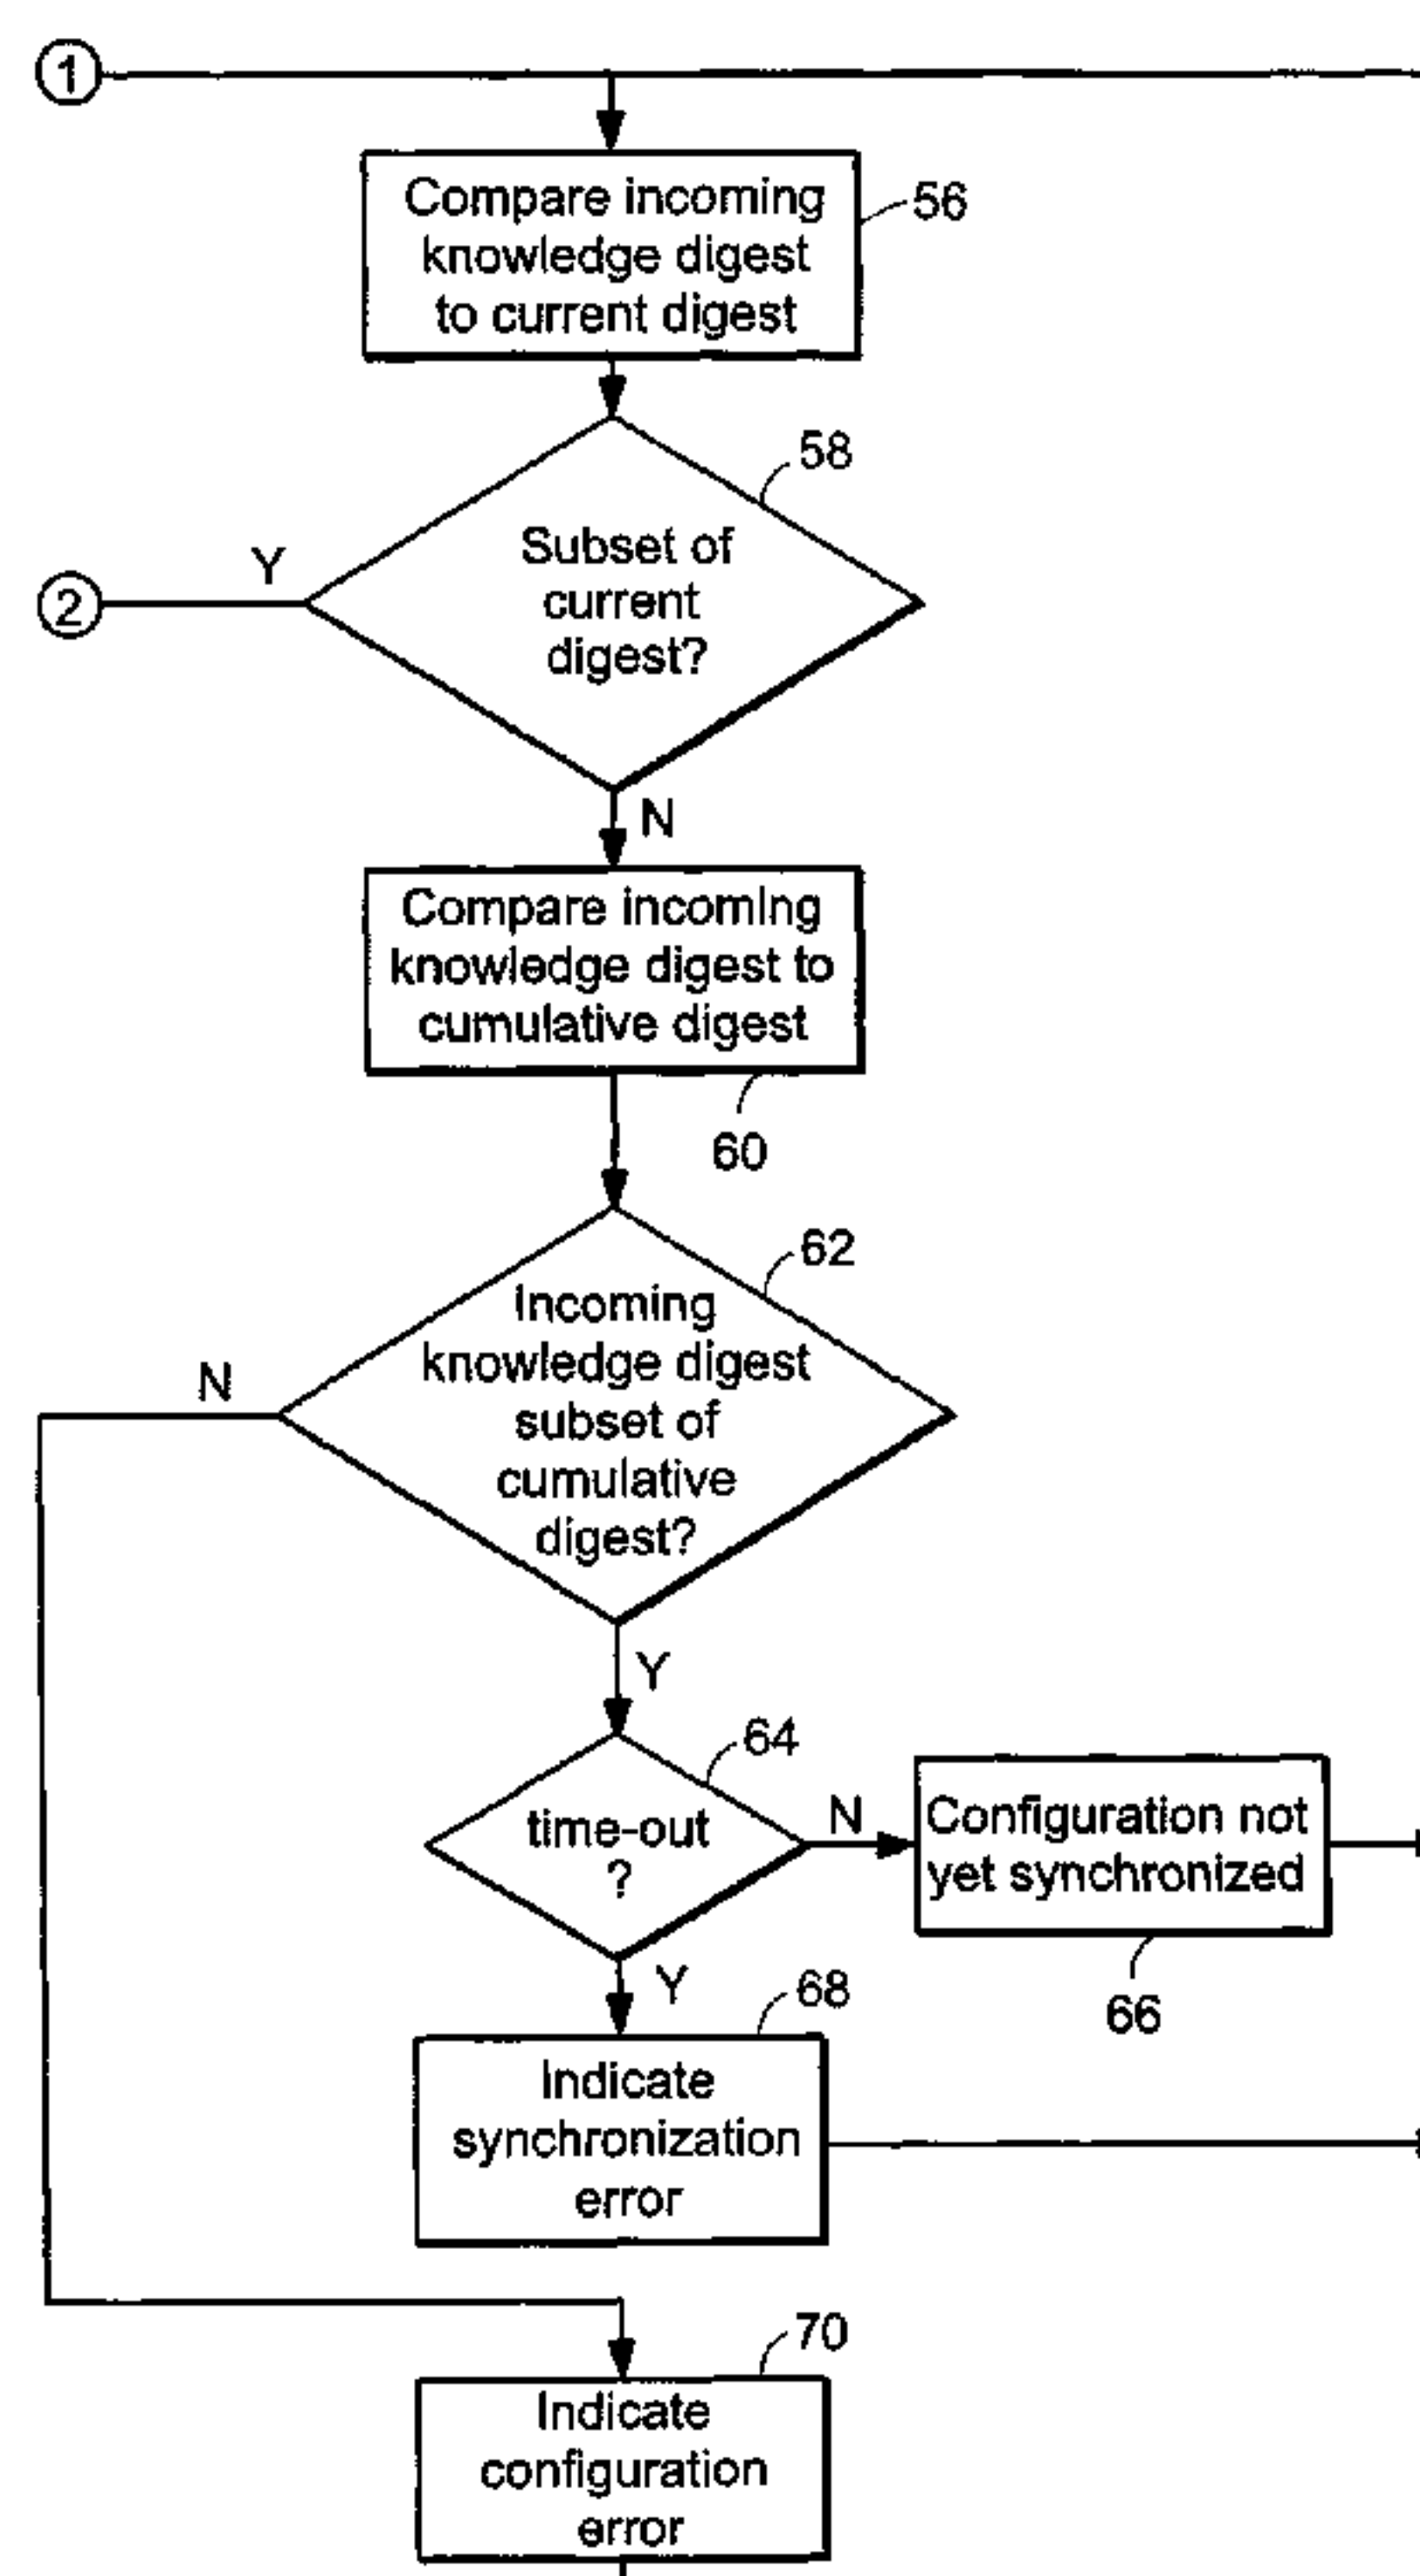 1
Compare incoming
knowledge digest
to current digest
56
58
Subset of
current
digest?
Y
2
N
Compare incoming
knowledge digest to
cumulative digest
60
62
Incoming
knowledge digest
subset of
cumulative
digest?
N
Y
64
time-out
?
N
Configuration not
yet synchronized
66
Y
68
Indicate
synchronization
error
70
Indicate
configuration
error